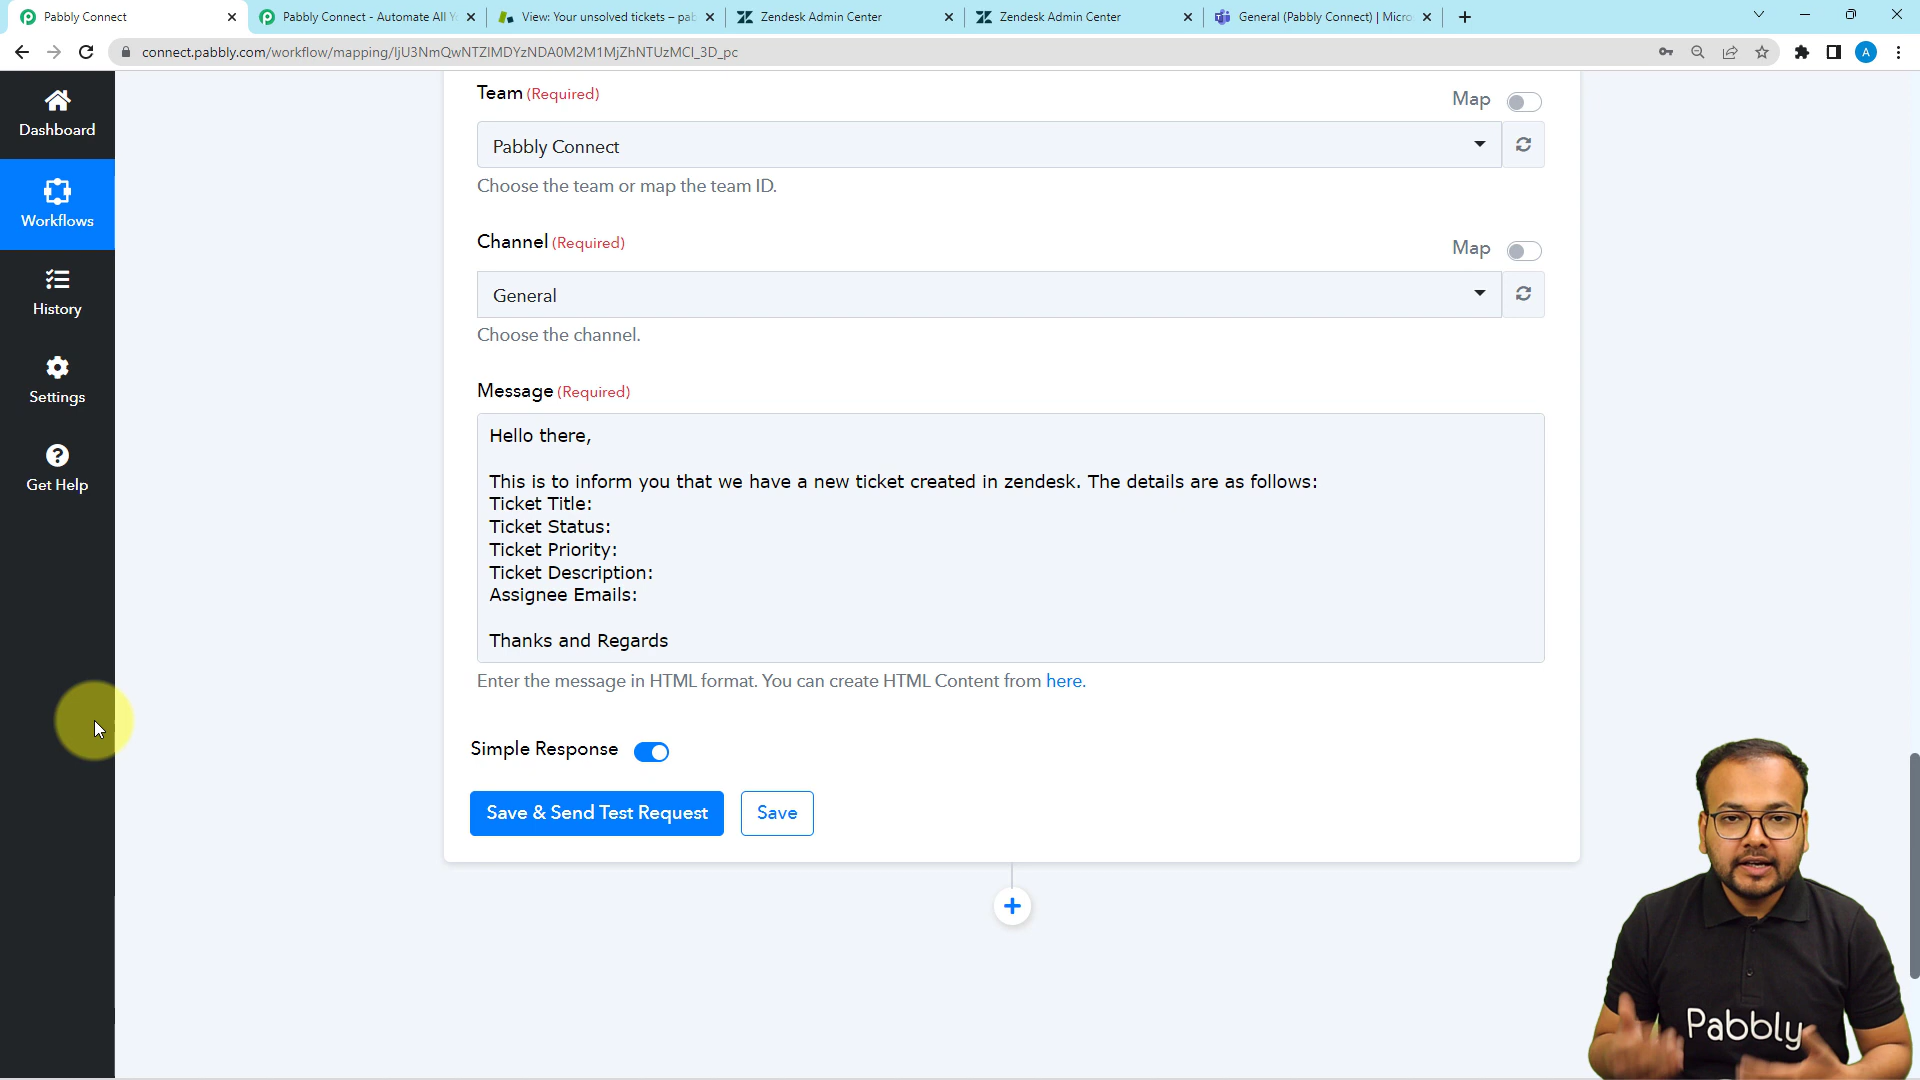 Pabbly Connect
Pabbly Connect - Automate All Y
View: Your unsolved tickets – pab
Zendesk Admin Center
Zendesk Admin Center
General (Pabbly Connect) | Micro
connect.pabbly.com/workflow/mapping/IjU3NmQwNTZlMDYzNDA0M2M1MjZhNTUzMCI_3D_pc
A
Dashboard
Workflows
History
Settings
Get Help
Team (Required)
Map
Pabbly Connect
Choose the team or map the team ID.
Channel (Required)
Map
General
Choose the channel.
Message (Required)
Hello there,
This is to inform you that we have a new ticket created in zendesk. The details are as follows:
Ticket Title:
Ticket Status:
Ticket Priority:
Ticket Description:
Assignee Emails:
Thanks and Regards
Enter the message in HTML format. You can create HTML Content from here.
Simple Response
Save & Send Test Request
Save
Pabbly